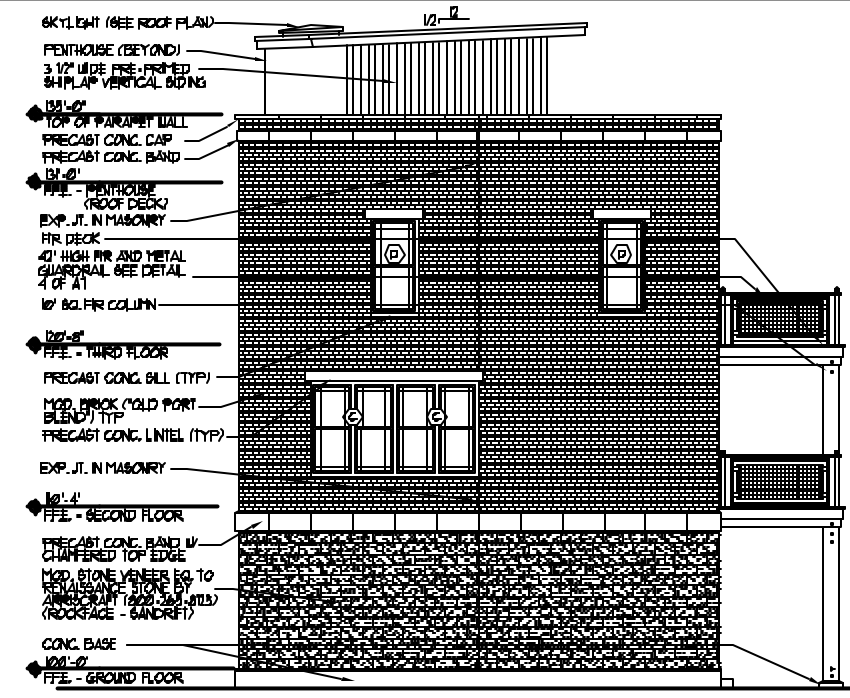 12
1/2
SKYLIGHT (SEE ROOF PLAN)
PENTHOUSE (BEYOND)
3 1/2" WIDE PRE-PRIMED
SHIPLAP VERTICAL SIDING
135'-0"
TOP OF PARAPET WALL
PRECAST CONC. CAP
PRECAST CONC. BAND
131'-0"
F.F.E. - PENTHOUSE
(ROOF DECK)
EXP. JT. IN MASONRY
FIR DECK
42" HIGH FIR AND METAL
GUARDRAIL SEE DETAIL
4 OF A7
10" SQ. FIR COLUMN
D
D
120'-8"
F.F.E. - THIRD FLOOR
PRECAST CONC. SILL (TYP)
MOD. BRICK ("OLD PORT
BLEND") TYP
PRECAST CONC. LINTEL (TYP)
C
C
EXP. JT. IN MASONRY
110'-4"
F.F.E. - SECOND FLOOR
PRECAST CONC. BAND W/
CHAMFERED TOP EDGE
MOD. STONE VENEER EQ. TO
RENAISSANCE STONE BY
ARRISCRAFT
(ROCKFACE - SANDRIFT)
CONC. BASE
100'-0"
F.F.E. - GROUND FLOOR